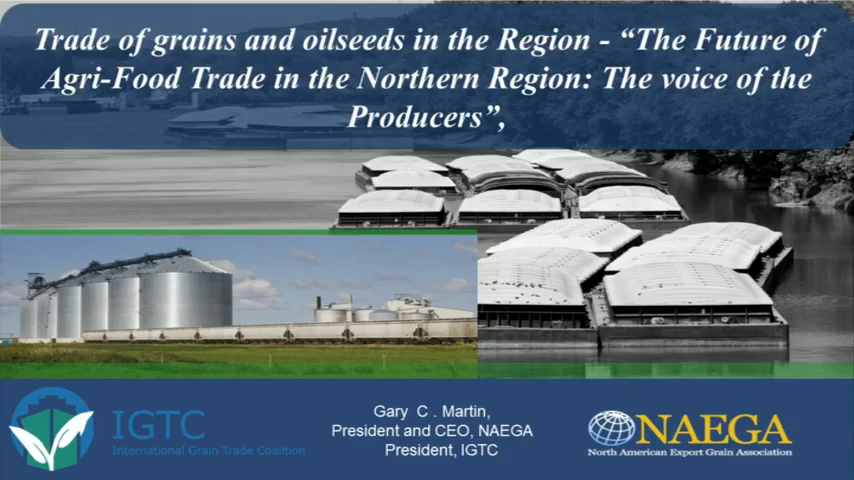 Trade of grains and oilseeds in the Region - “The Future of
Agri-Food Trade in the Northern Region: The voice of the
Producers”,
IGTC
International Grain Trade Coalition
Gary C . Martin,
President and CEO, NAEGA
President, IGTC
NAEGA
North American Export Grain Association